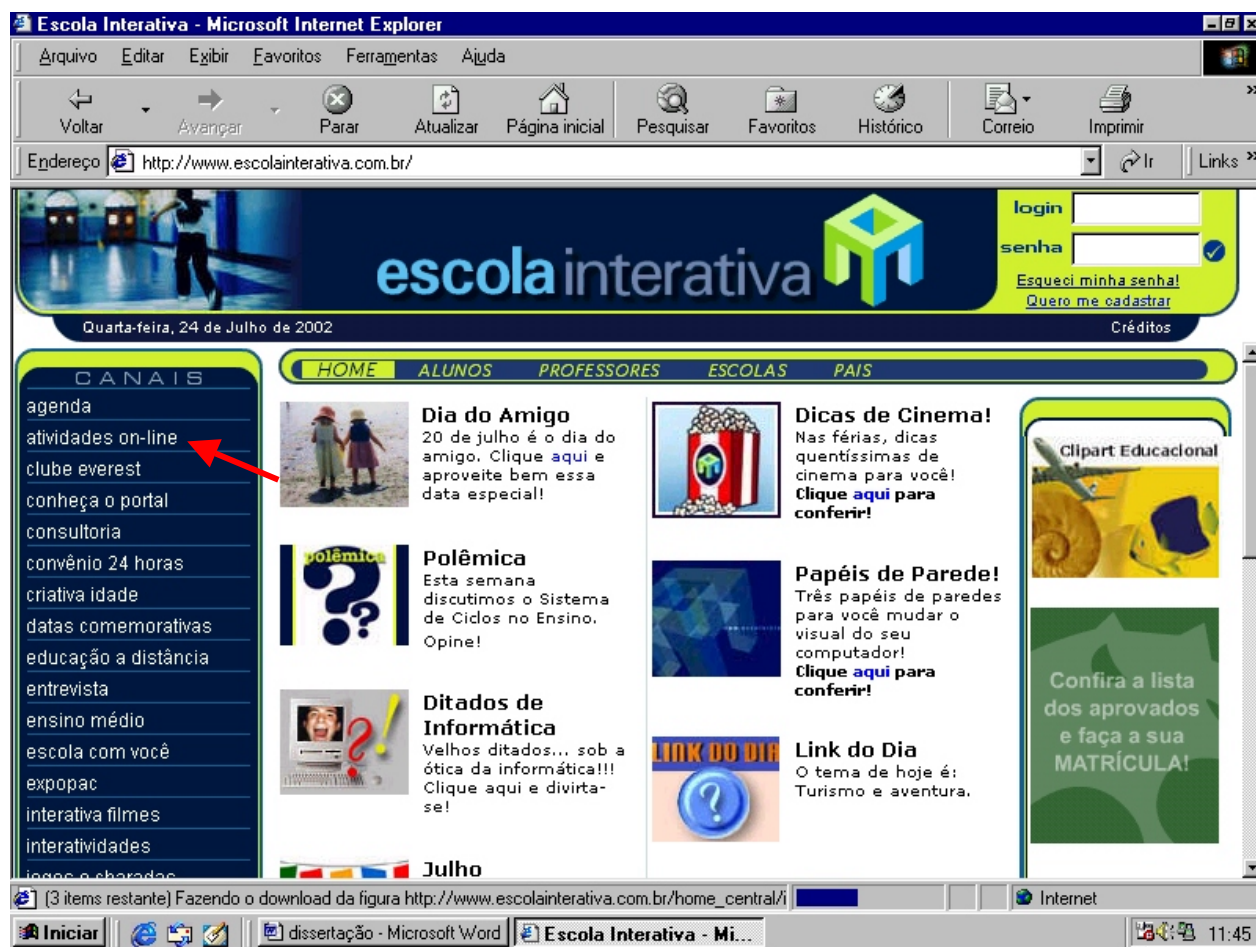 Escola Interativa - Microsoft Internet Explorer
Arquivo Editar Exibir Favoritos Ferramentas Ajuda
Voltar Avançar Parar Atualizar Página inicial Pesquisar Favoritos Histórico Correio Imprimir
Endereço http://www.escolainterativa.com.br/ Ir Links
login
senha
escolainterativa
Esqueci minha senha!
Quero me cadastrar
Quarta-feira, 24 de Julho de 2002 Créditos
CANAIS
agenda
atividades on-line
clube everest
conheça o portal
consultoria
convênio 24 horas
criativa idade
datas comemorativas
educação a distância
entrevista
ensino médio
escola com você
expopac
interativa filmes
interatividades
jogos e charadas
HOME ALUNOS PROFESSORES ESCOLAS PAIS
Dia do Amigo
20 de julho é o dia do
amigo. Clique aqui e
aproveite bem essa
data especial!
polêmica
Polêmica
Esta semana
discutimos o Sistema
de Ciclos no Ensino.
Opine!
Ditados de
Informática
Velhos ditados... sob a
ótica da informática!!!
Clique aqui e divirta-
se!
Julho
Dicas de Cinema!
Nas férias, dicas
quentíssimas de
cinema para você!
Clique aqui para
conferir!
Papéis de Parede!
Três papéis de paredes
para você mudar o
visual do seu
computador!
Clique aqui para
conferir!
LINK DO DIA
Link do Dia
O tema de hoje é:
Turismo e aventura.
Clipart Educacional
Confira a lista
dos aprovados
e faça a sua
MATRÍCULA!
(3 items restante) Fazendo o download da figura http://www.escolainterativa.com.br/home_central/i Internet
Iniciar dissertação - Microsoft Word Escola Interativa - Mi... 11:45